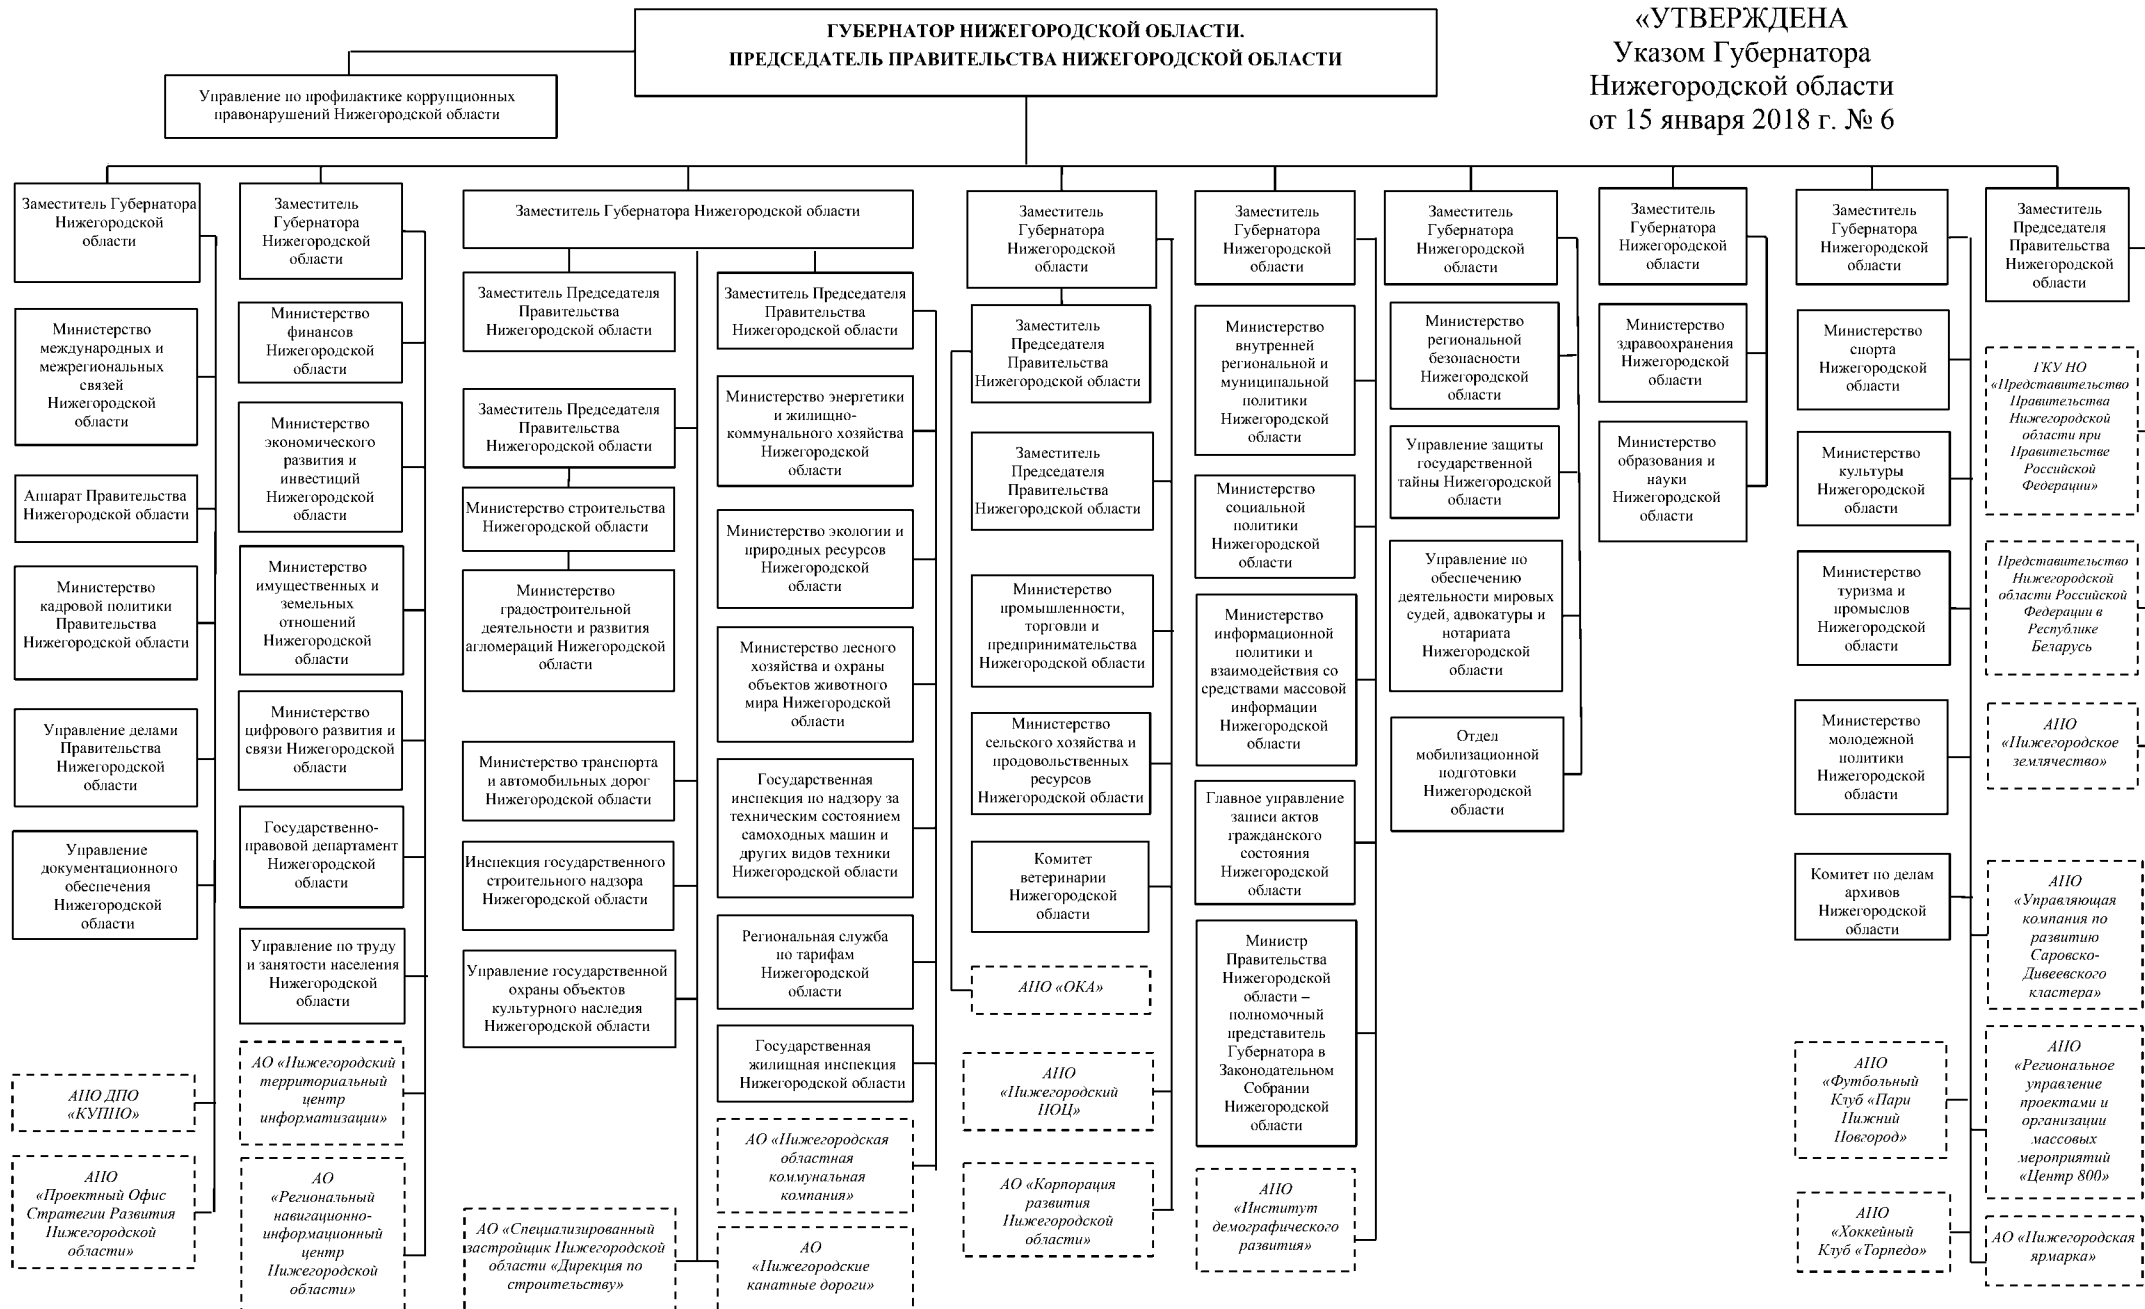 ГУБЕРНАТОР НИЖЕГОРОДСКОЙ ОБЛАСТИ.
ПРЕДСЕДАТЕЛЬ ПРАВИТЕЛЬСТВА НИЖЕГОРОДСКОЙ ОБЛАСТИ
«УТВЕРЖДЕНА
Указом Губернатора
Нижегородской области
от 15 января 2018 г. № 6
Управление по профилактике коррупционных
правонарушений Нижегородской области
Заместитель Губернатора
Нижегородской
области
Министерство
международных и
межрегиональных
связей
Нижегородской
области
Аппарат Правительства
Нижегородской области
Министерство
кадровой политики
Правительства
Нижегородской области
Управление делами
Правительства
Нижегородской
области
Управление
документационного
обеспечения
Нижегородской
области
АНО ДПО
«КУПНО»
АНО
«Проектный Офис
Стратегии Развития
Нижегородской
области»
Заместитель
Губернатора
Нижегородской
области
Министерство
финансов
Нижегородской
области
Министерство
экономического
развития и
инвестиций
Нижегородской
области
Министерство
имущественных и
земельных
отношений
Нижегородской
области
Министерство
цифрового развития и
связи Нижегородской
области
Государственно-
правовой департамент
Нижегородской
области
Управление по труду
и занятости населения
Нижегородской
области
АО «Нижегородский
территориальный
центр
информатизации»
АО
«Региональный
навигационно-
информационный
центр
Нижегородской
области»
Заместитель Губернатора Нижегородской области
Заместитель Председателя
Правительства
Нижегородской области
Заместитель Председателя
Правительства
Нижегородской области
Министерство строительства
Нижегородской области
Министерство
градостроительной
деятельности и развития
агломераций Нижегородской
области
Министерство транспорта
и автомобильных дорог
Нижегородской области
Инспекция государственного
строительного надзора
Нижегородской области
Управление государственной
охраны объектов
культурного наследия
Нижегородской области
АО «Специализированный
застройщик Нижегородской
области «Дирекция по
строительству»
Заместитель Председателя
Правительства
Нижегородской области
Министерство энергетики
и жилищно-
коммунального хозяйства
Нижегородской
области
Министерство экологии и
природных ресурсов
Нижегородской
области
Министерство лесного
хозяйства и охраны
объектов животного
мира Нижегородской
области
Государственная
инспекция по надзору за
техническим состоянием
самоходных машин и
других видов техники
Нижегородской области
Региональная служба
по тарифам
Нижегородской
области
Государственная
жилищная инспекция
Нижегородской области
АО «Нижегородская
областная
коммунальная
компания»
АО
«Нижегородские
канатные дороги»
Заместитель
Губернатора
Нижегородской
области
Заместитель
Председателя
Правительства
Нижегородской области
Заместитель
Председателя
Правительства
Нижегородской области
Министерство
промышленности,
торговли и
предпринимательства
Нижегородской области
Министерство
сельского хозяйства и
продовольственных
ресурсов
Нижегородской области
Комитет
ветеринарии
Нижегородской
области
АНО «ОКА»
АНО
«Нижегородский
НОЦ»
АО «Корпорация
развития
Нижегородской
области»
Заместитель
Губернатора
Нижегородской
области
Министерство
внутренней
региональной и
муниципальной
политики
Нижегородской
области
Министерство
социальной
политики
Нижегородской
области
Министерство
информационной
политики и
взаимодействия со
средствами массовой
информации
Нижегородской
области
Главное управление
записи актов
гражданского
состояния
Нижегородской
области
Министр
Правительства
Нижегородской
области –
полномочный
представитель
Губернатора в
Законодательном
Собрании
Нижегородской
области
АНО
«Институт
демографического
развития»
Заместитель
Губернатора
Нижегородской
области
Министерство
региональной
безопасности
Нижегородской
области
Управление защиты
государственной
тайны Нижегородской
области
Управление по
обеспечению
деятельности мировых
судей, адвокатуры и
нотариата
Нижегородской
области
Отдел
мобилизационной
подготовки
Нижегородской
области
Заместитель
Губернатора
Нижегородской
области
Министерство
здравоохранения
Нижегородской
области
Министерство
образования и
науки
Нижегородской
области
Заместитель
Губернатора
Нижегородской
области
Министерство
спорта
Нижегородской
области
Министерство
культуры
Нижегородской
области
Министерство
туризма и
промыслов
Нижегородской
области
Министерство
молодежной
политики
Нижегородской
области
Комитет по делам
архивов
Нижегородской
области
АНО
«Футбольный
Клуб «Пари
Нижний
Новгород»
АНО
«Хоккейный
Клуб «Торпедо»
Заместитель
Председателя
Правительства
Нижегородской
области
ГКУ НО
«Представительство
Правительства
Нижегородской
области при
Правительстве
Российской
Федерации»
Представительство
Нижегородской
области Российской
Федерации в
Республике
Беларусь
АНО
«Нижегородское
землячество»
АНО
«Управляющая
компания по
развитию
Саровско-
Дивеевского
кластера»
АНО
«Региональное
управление
проектами и
организации
массовых
мероприятий
«Центр 800»
АО «Нижегородская
ярмарка»